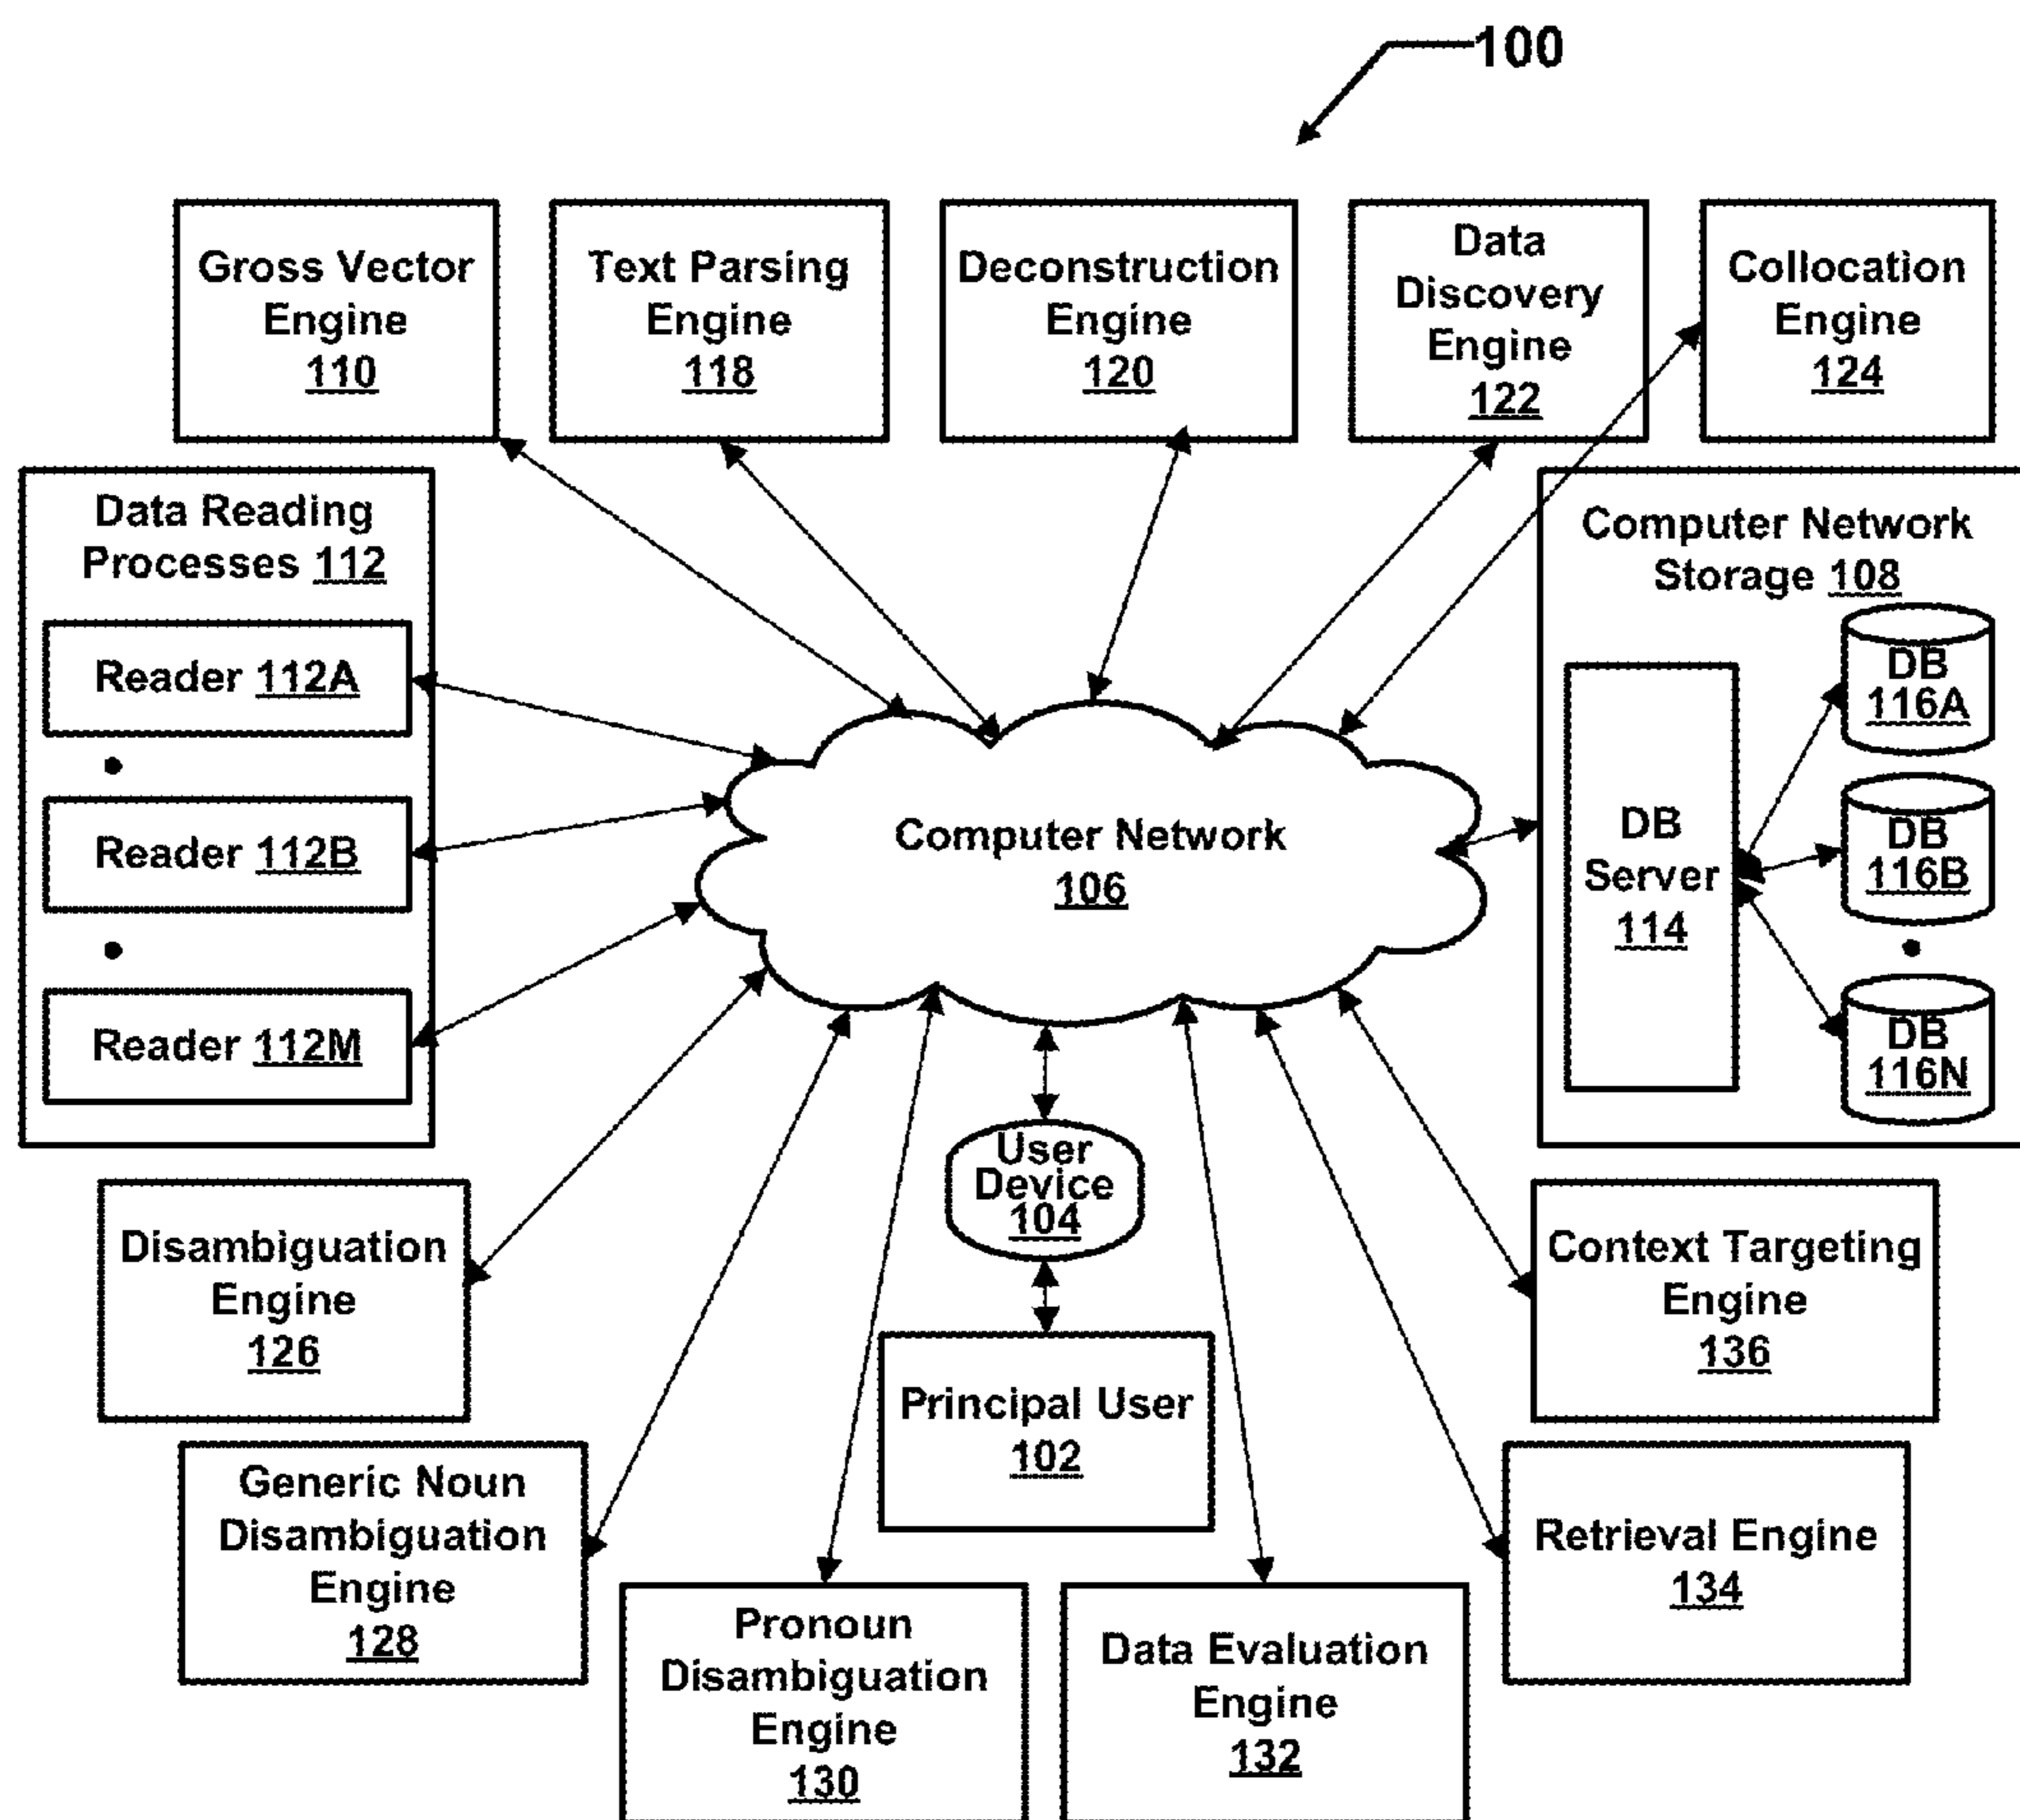 100
Gross Vector
Engine
110
Text Parsing
Engine
118
Deconstruction
Engine
120
Data
Discovery
Engine
122
Collocation
Engine
124
Data Reading
Processes 112
Reader 112A
Reader 112B
Reader 112M
Computer Network
106
Computer Network
Storage 108
DB
Server
114
DB
116A
DB
116B
DB
116N
User
Device
104
Principal User
102
Disambiguation
Engine
126
Generic Noun
Disambiguation
Engine
128
Pronoun
Disambiguation
Engine
130
Data Evaluation
Engine
132
Retrieval Engine
134
Context Targeting
Engine
136